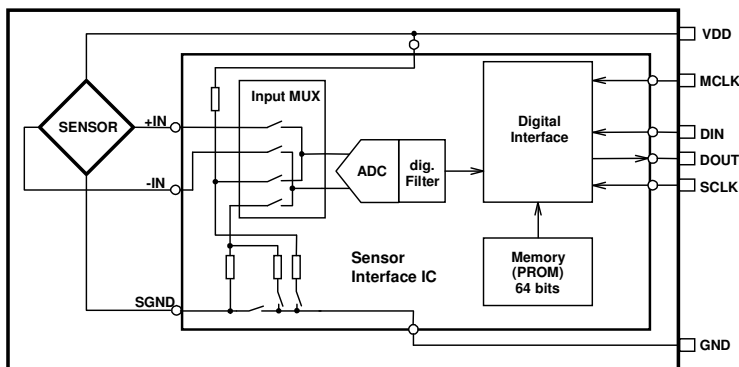 VDD
MCLK
Input MUX
+IN
SENSOR
Digital
Interface
DIN
DOUT
ADC
dig.
Filter
-IN
SCLK
Sensor
Interface IC
Memory
(PROM)
64 bits
SGND
GND